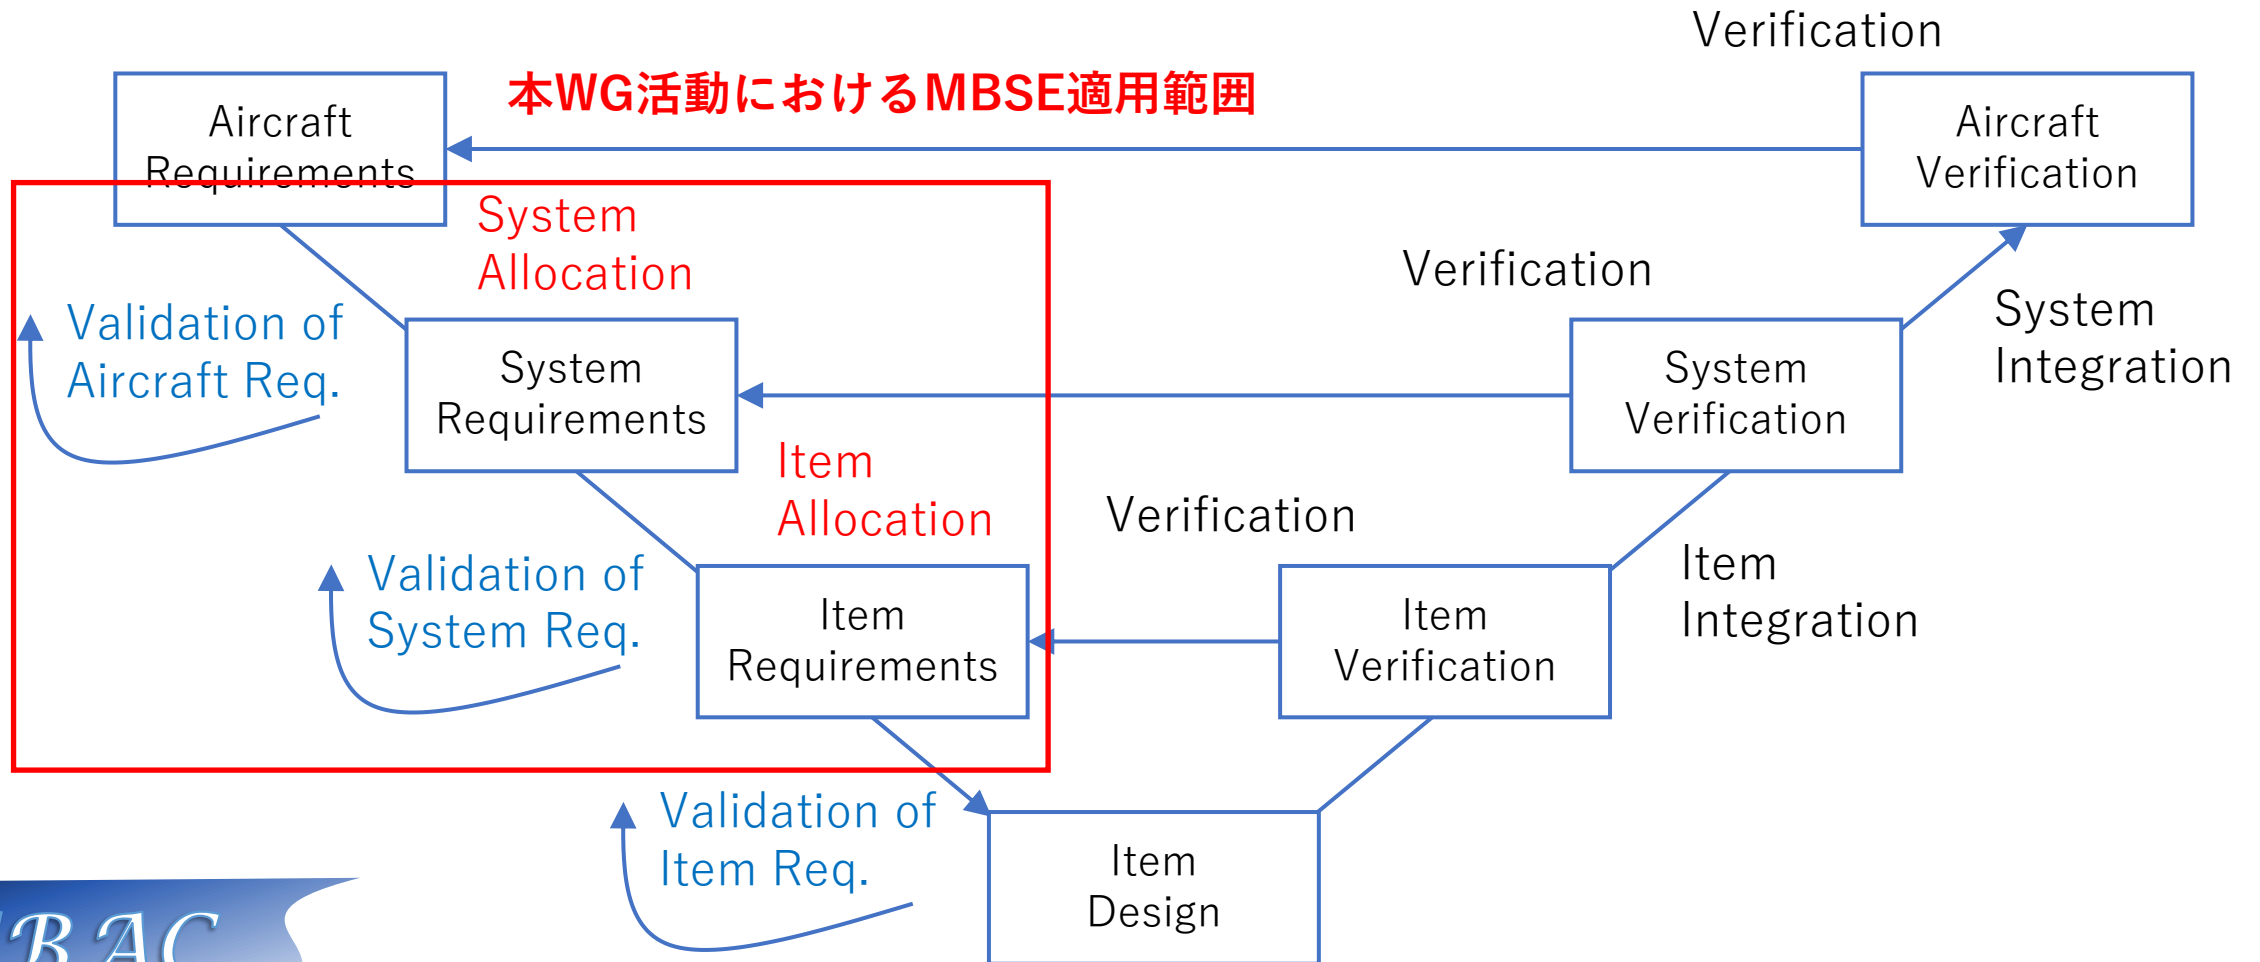 Verification
本WG活動におけるMBSE適用範囲
Aircraft
Requirements
Aircraft
Verification
System
Allocation
Verification
Validation of
Aircraft Req.
System
Requirements
System
Verification
System
Integration
Item
Allocation
Verification
Validation of
System Req.
Item
Requirements
Item
Verification
Item
Integration
Validation of
Item Req.
Item
Design
BAC